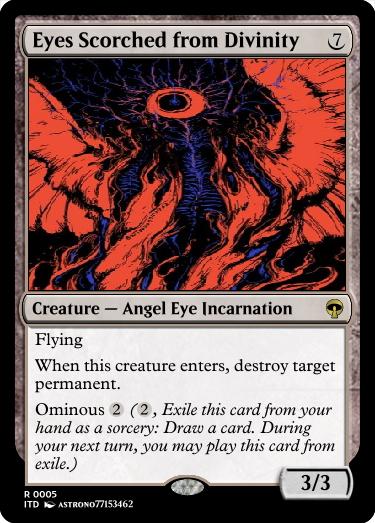 Eyes Scorched from Divinity 7
Creature — Angel Eye Incarnation
Flying
When this creature enters, destroy target
permanent.
Ominous 2 (2, Exile this card from your
hand as a sorcery: Draw a card. During
your next turn, you may play this card from
exile.)
3/3
R 0005
ITD ASTRONO77153462